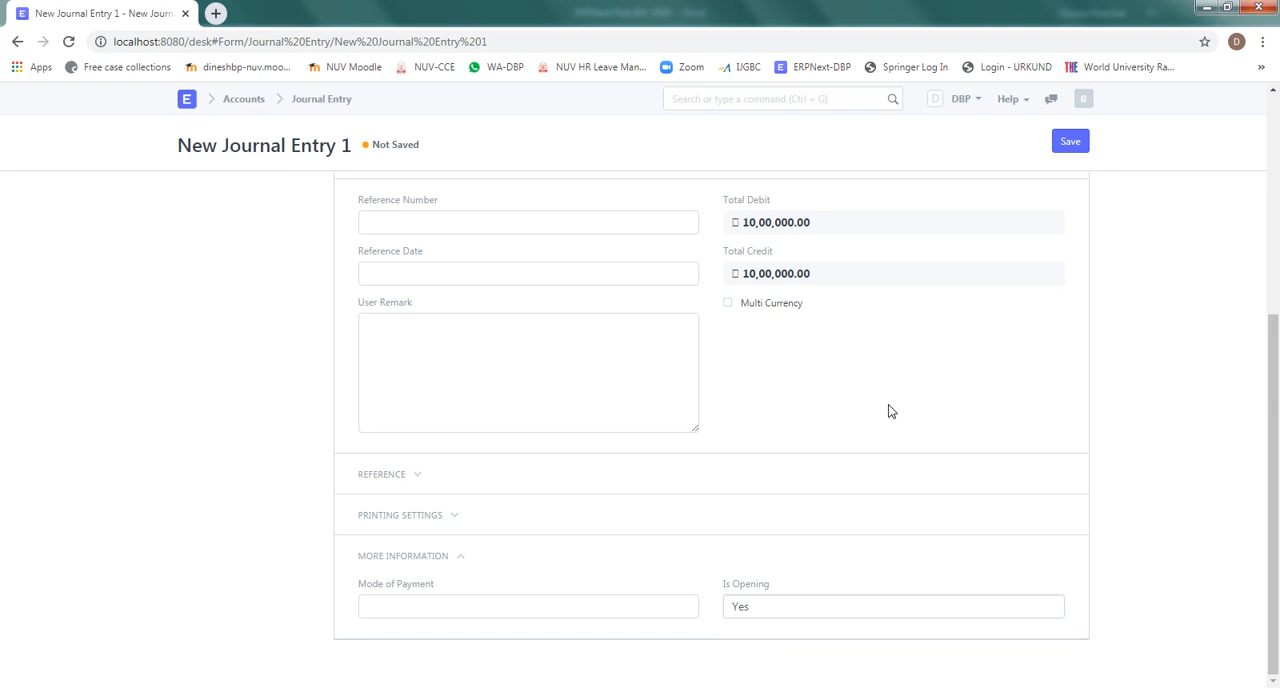 New Journal Entry 1 - New Journ
localhost:8080/desk#Form/Journal%20Entry/New%20Journal%20Entry%201
D
Apps
Free case collections
dineshbp-nuv.moo...
NUV Moodle
NUV-CCE
WA-DBP
NUV HR Leave Man...
Zoom
IJGBC
ERPNext-DBP
Springer Log In
Login - URKUND
THE World University Ra...
»
E
Accounts
Journal Entry
Search or type a command (Ctrl + G)
D
DBP
Help
0
New Journal Entry 1
Not Saved
Save
Reference Number
Total Debit
10,00,000.00
Reference Date
Total Credit
10,00,000.00
User Remark
Multi Currency
REFERENCE
PRINTING SETTINGS
MORE INFORMATION
Mode of Payment
Is Opening
Yes